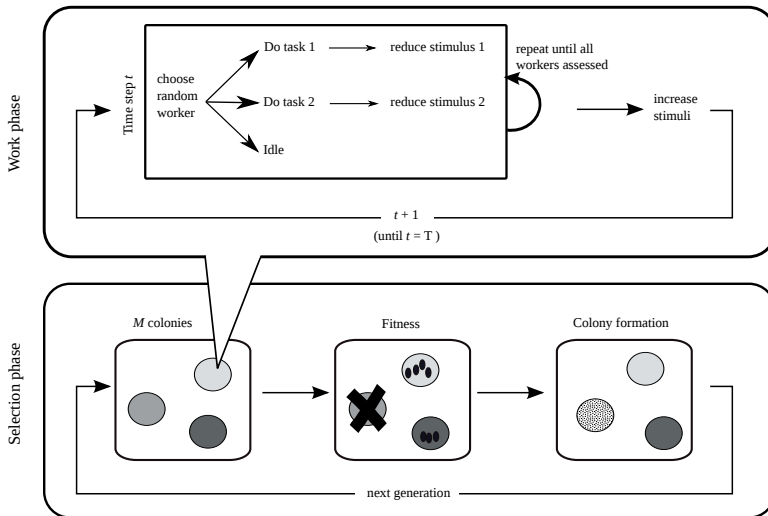 Work phase
Time step t
choose
random
worker
Do task 1
reduce stimulus 1
Do task 2
reduce stimulus 2
Idle
repeat until all
workers assessed
increase
stimuli
t + 1
(until t = T )
Selection phase
M colonies
Fitness
Colony formation
next generation